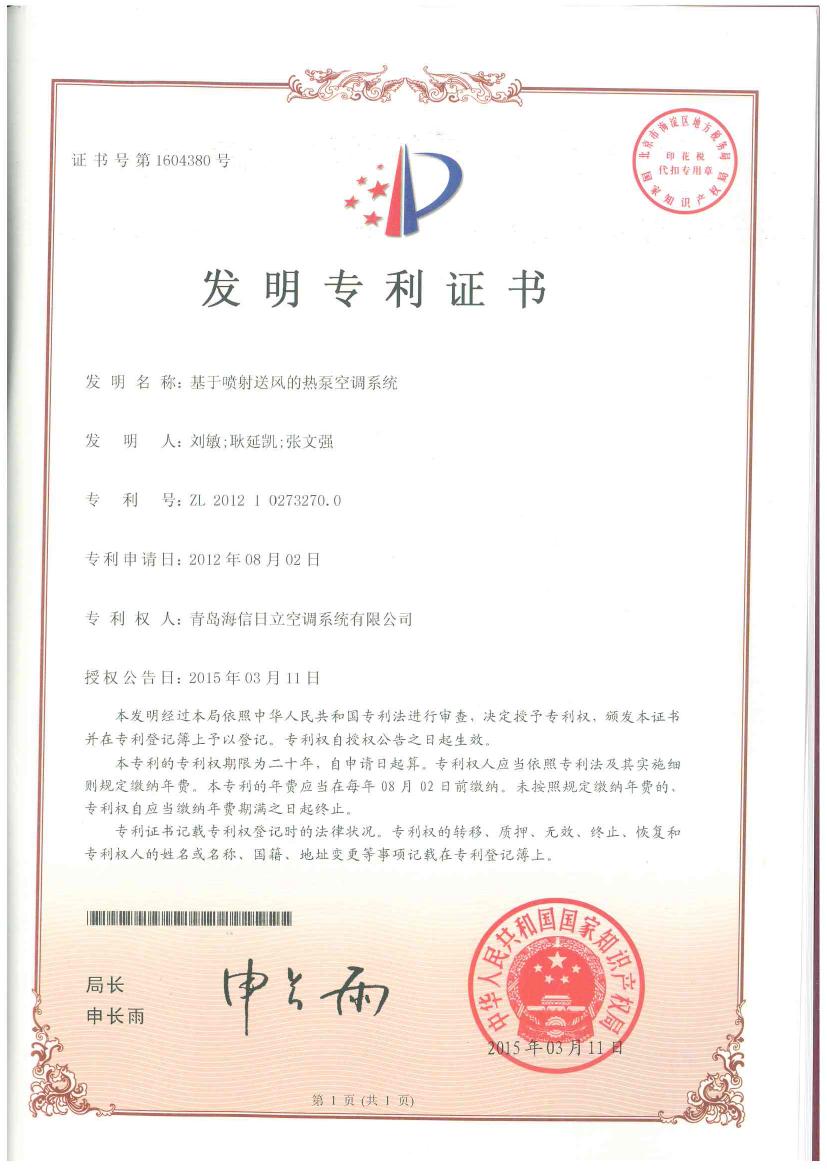 证书号第1604380号
北京市海淀区地方税务局
印花税
代扣专用章
国家知识产权局
发明专利证书
发明名称：基于喷射送风的热泵空调系统
发明人：刘敏;耿延凯;张文强
专利号：ZL 2012 1 0273270.0
专利申请日：2012年08月02日
专利权人：青岛海信日立空调系统有限公司
授权公告日：2015年03月11日
本发明经过本局依照中华人民共和国专利法进行审查，决定授予专利权，颁发本证书
并在专利登记簿上予以登记。专利权自授权公告之日起生效。
本专利的专利权期限为二十年，自申请日起算。专利权人应当依照专利法及其实施细
则规定缴纳年费。本专利的年费应当在每年08月02日前缴纳。未按照规定缴纳年费的，
专利权自应当缴纳年费期满之日起终止。
专利证书记载专利权登记时的法律状况。专利权的转移、质押、无效、终止、恢复和
专利权人的姓名或名称、国籍、地址变更等事项记载在专利登记簿上。
局长
申长雨
申长雨
中华人民共和国国家知识产权局
2015年03月11日
第1页(共1页)